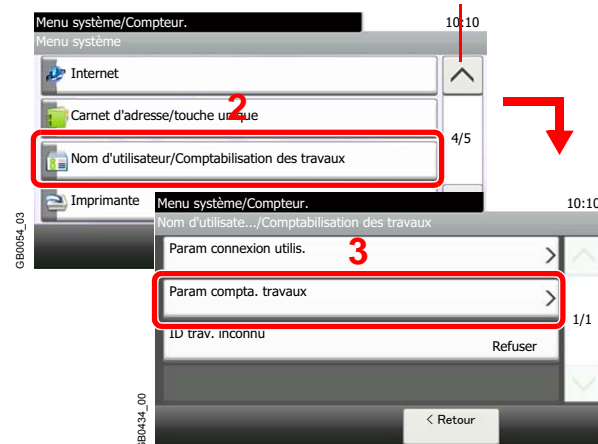 Menu système/Compteur.
10:10
Menu système
Internet
Carnet d'adresse/touche unique
2
4/5
Nom d'utilisateur/Comptabilisation des travaux
Imprimante
GB0054_03
Menu système/Compteur.
10:10
Nom d'utilisate.../Comptabilisation des travaux
Param connexion utilis.
3
Param compta. travaux
1/1
ID trav. inconnu
Refuser
GB0434_00
< Retour